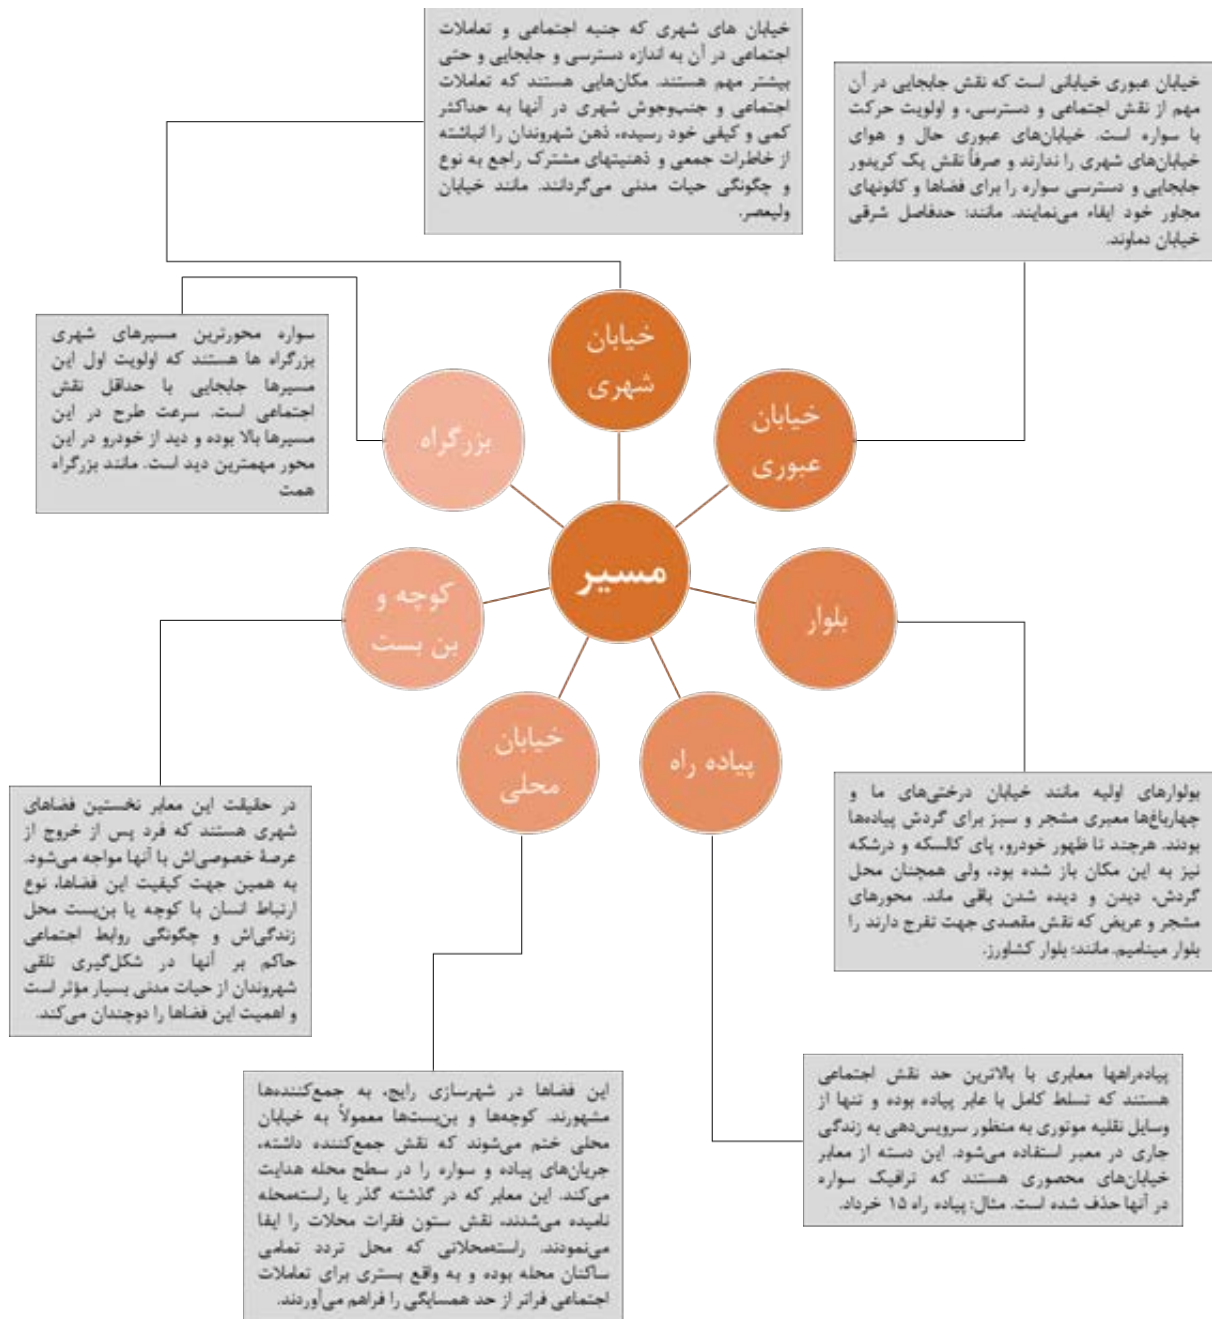 خیابان های شهری که جنبه اجتماعی و تعاملات
اجتماعی در آن به اندازه دسترسی و جابجایی و حتی
بیشتر مهم هستند. مکان‌هایی هستند که تعاملات
اجتماعی و جنب‌وجوش شهری در آنها به حداکثر
کمی و کیفی خود رسیده، ذهن شهروندان را انباشته
از خاطرات جمعی و ذهنیتهای مشترک راجع به نوع
و چگونگی حیات مدنی می‌گردانند. مانند خیابان
ولیعصر.
خیابان عبوری خیابانی است که نقش جابجایی در آن
مهم از نقش اجتماعی و دسترسی، و اولویت حرکت
با سواره است. خیابان‌های عبوری حال و هوای
خیابان‌های شهری را ندارند و صرفاً نقش یک کریدور
جابجایی و دسترسی سواره را برای فضاها و کانونهای
مجاور خود ایفاء می‌نمایند. مانند: حدفاصل شرقی
خیابان دماوند.
سواره محورترین مسیرهای شهری
بزرگراه ها هستند که اولویت اول این
مسیرها جابجایی با حداقل نقش
اجتماعی است. سرعت طرح در این
مسیرها بالا بوده و دید از خودرو در این
محور مهمترین دید است. مانند بزرگراه
همت
خیابان
شهری
خیابان
عبوری
بزرگراه
مسیر
بلوار
کوچه و
بن بست
پیاده راه
خیابان
محلی
بولوارهای اولیه مانند خیابان درختی‌های ما و
چهارباغ‌ها معبری مشجر و سبز برای گردش پیاده‌ها
بودند. هرچند تا ظهور خودرو، پای کالسکه و درشکه
نیز به این مکان باز شده بود، ولی همچنان محل
گردش، دیدن و دیده شدن باقی ماند. محورهای
مشجر و عریض که نقش مقصدی جهت تفرج دارند را
بلوار مینامیم. مانند: بلوار کشاورز.
در حقیقت این معابر نخستین فضاهای
شهری هستند که فرد پس از خروج از
عرصهٔ خصوصی‌اش با آنها مواجه می‌شود.
به همین جهت کیفیت این فضاها، نوع
ارتباط انسان با کوچه یا بن‌بست محل
زندگی‌اش و چگونگی روابط اجتماعی
حاکم بر آنها در شکل‌گیری تلقی
شهروندان از حیات مدنی بسیار مؤثر است
و اهمیت این فضاها را دوچندان می‌کند.
پیاده‌راهها معابری با بالاترین حد نقش اجتماعی
هستند که تسلط کامل با عابر پیاده بوده و تنها از
وسایل نقلیه موتوری به منظور سرویس‌دهی به زندگی
جاری در معبر استفاده می‌شود. این دسته از معابر
خیابان‌های محصوری هستند که ترافیک سواره
در آنها حذف شده است. مثال: پیاده راه ۱۵ خرداد.
این فضاها در شهرسازی رایج، به جمع‌کننده‌ها
مشهورند. کوچه‌ها و بن‌بست‌ها معمولاً به خیابان
محلی ختم می‌شوند که نقش جمع‌کننده داشته،
جریان‌های پیاده و سواره را در سطح محله هدایت
می‌کند. این معابر که در گذشته گذر یا راسته‌محله
نامیده می‌شدند، نقش ستون فقرات محلات را ایفا
می‌نمودند. راسته‌محلاتی که محل تردد تمامی
ساکنان محله بوده و به واقع بستری برای تعاملات
اجتماعی فراتر از حد همسایگی را فراهم می‌آوردند.